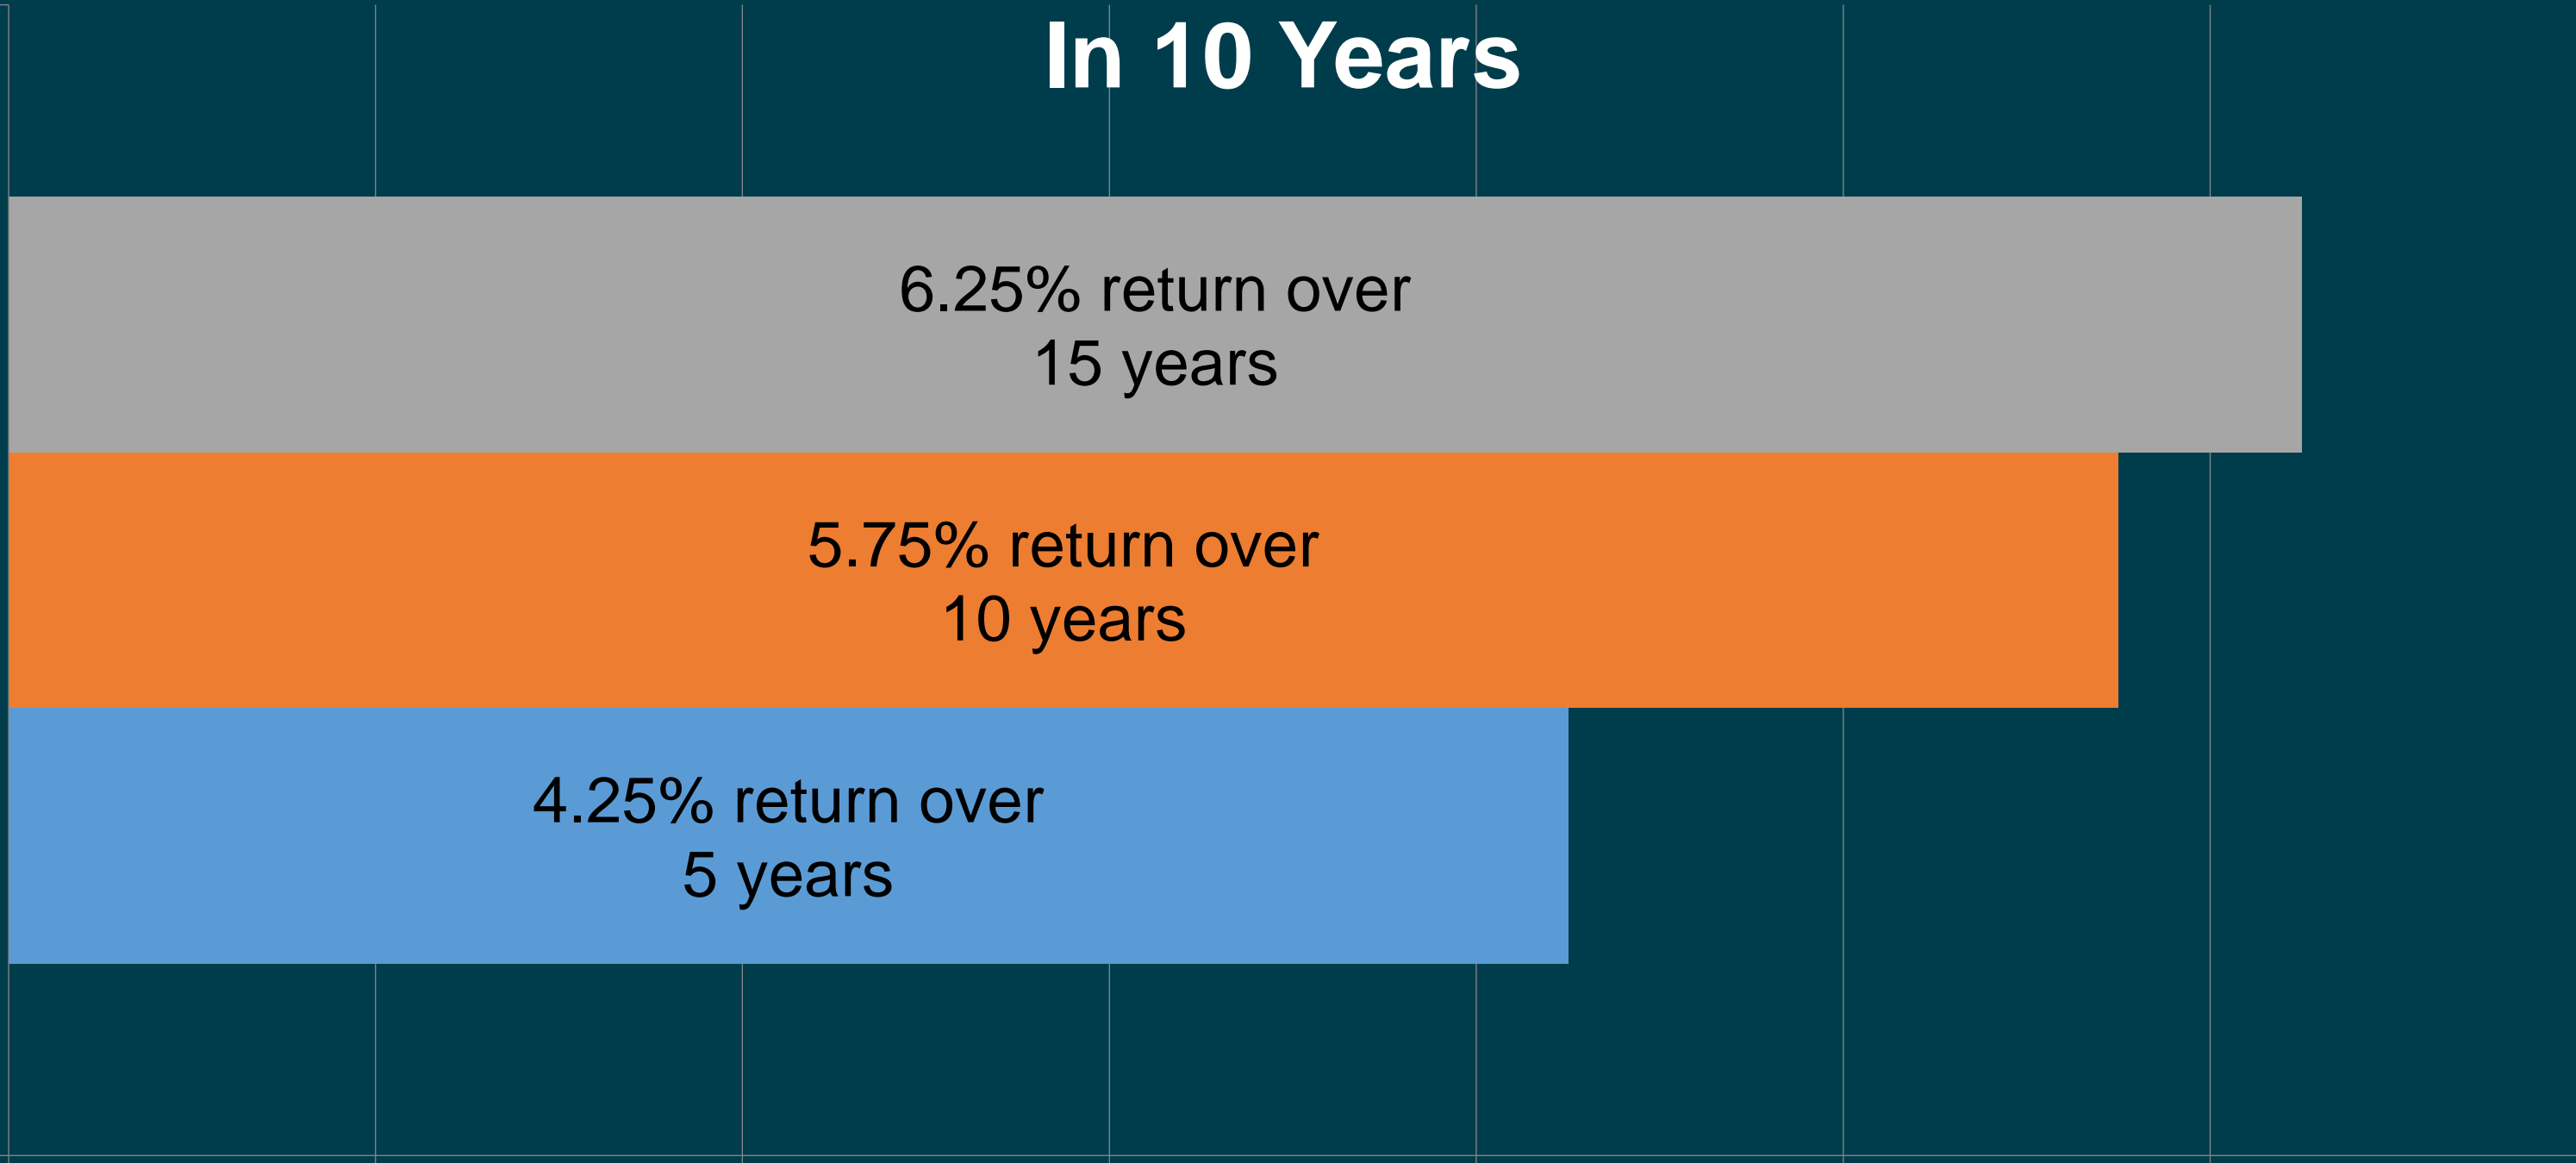 In 10 Years
6.25% return over
15 years
5.75% return over
10 years
4.25% return over
5 years